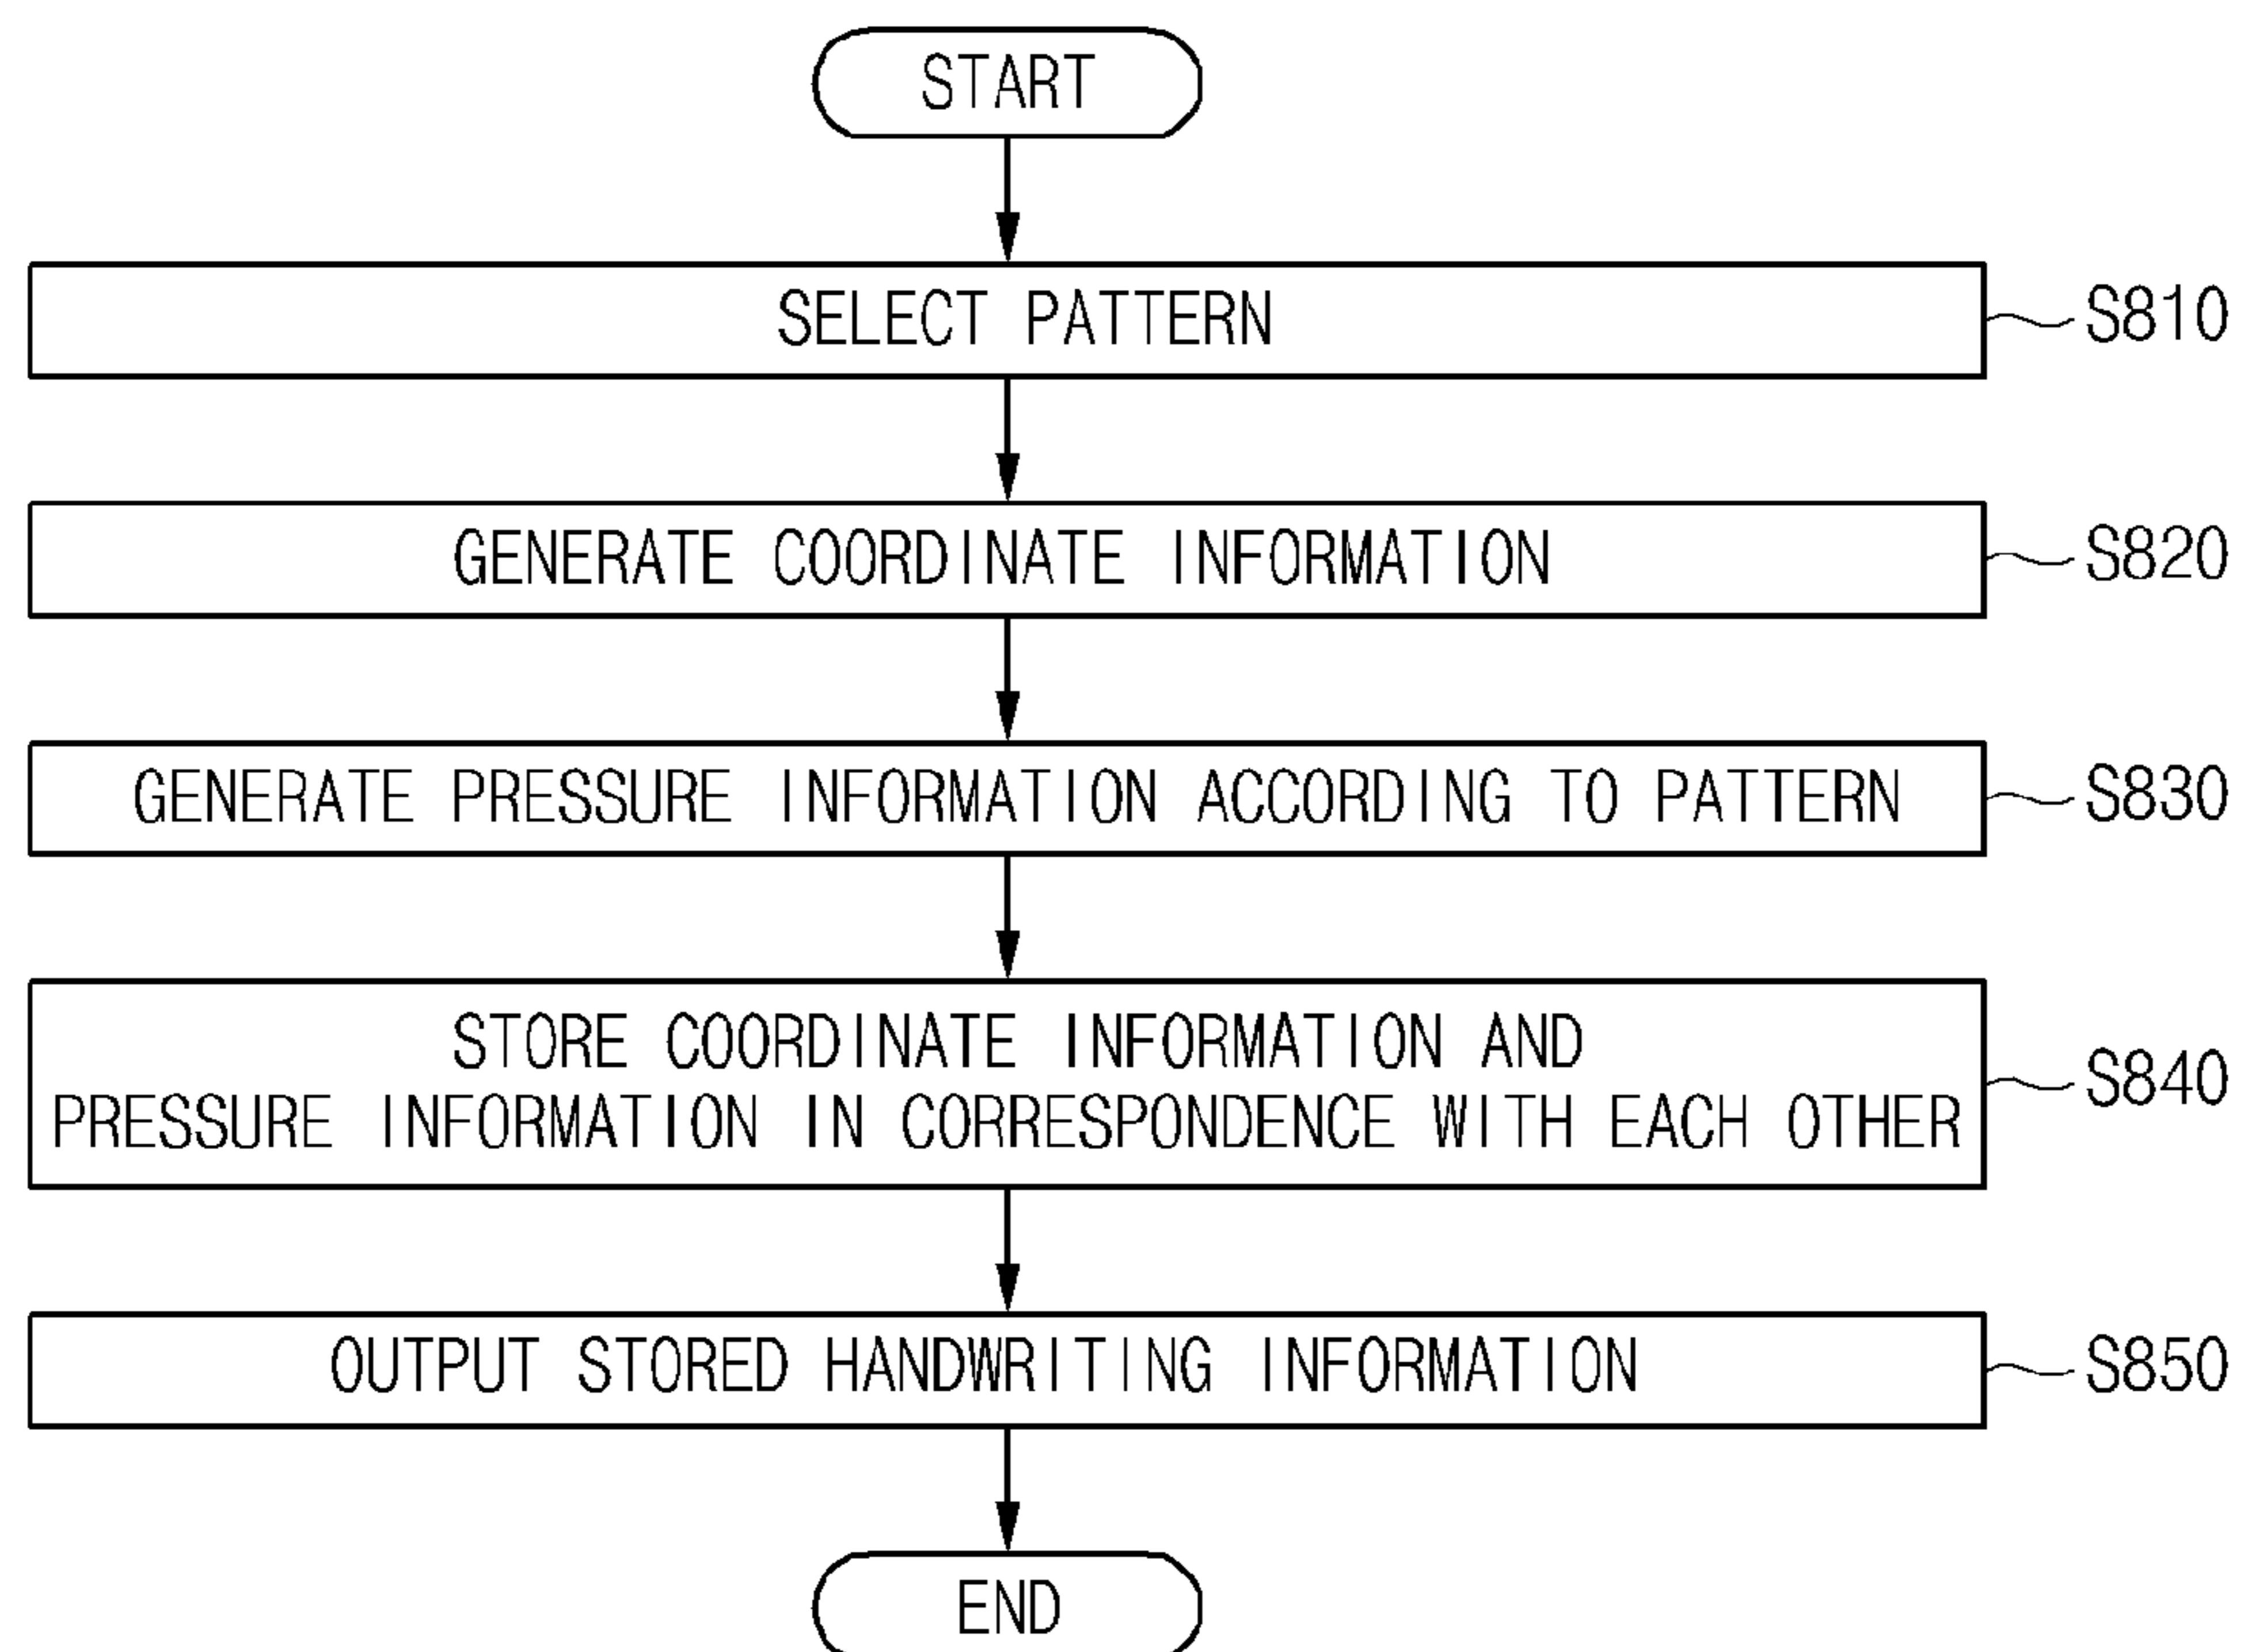 START
SELECT PATTERN
S810
GENERATE COORDINATE INFORMATION
S820
GENERATE PRESSURE INFORMATION ACCORDING TO PATTERN
S830
STORE COORDINATE INFORMATION AND
PRESSURE INFORMATION IN CORRESPONDENCE WITH EACH OTHER
S840
OUTPUT STORED HANDWRITING INFORMATION
S850
END